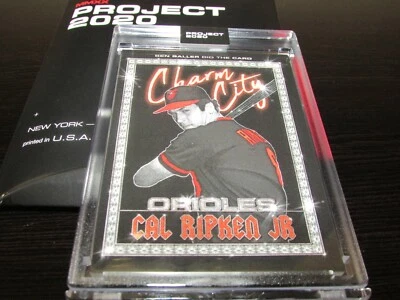 MMXX
PROJECT
2020
NEW YORK —
printed in U.S.A.
PROJECT
2020
BEN BALLER DID THE CARD
Charm
City
ORIOLES
CAL RIPKEN JR